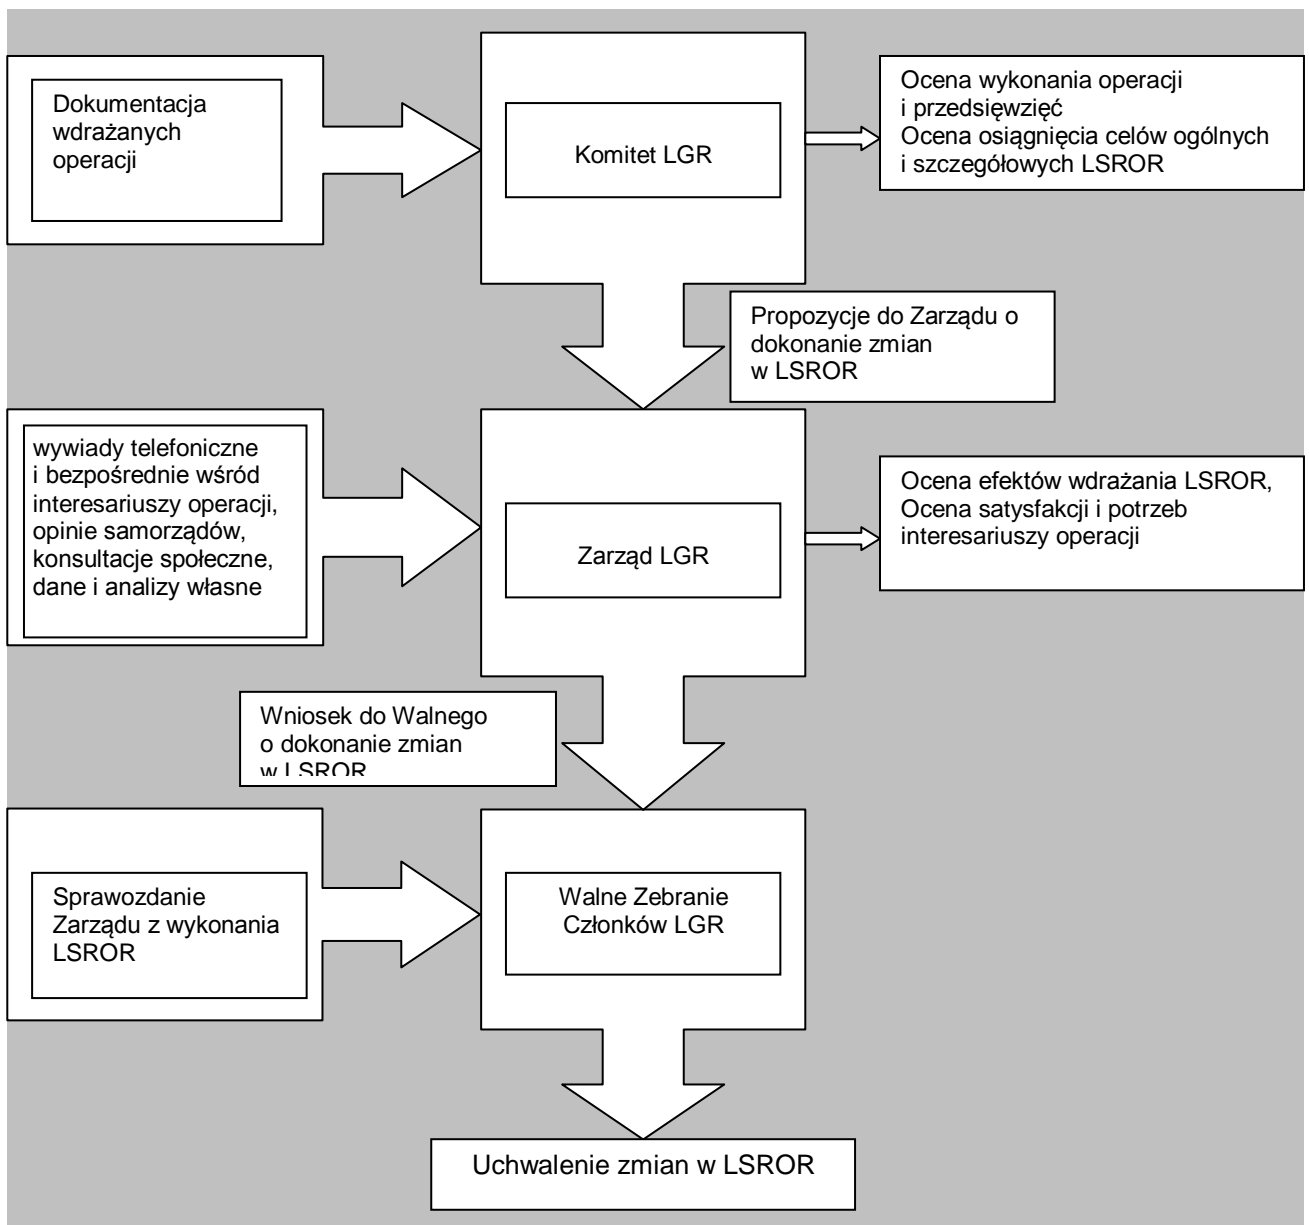 Dokumentacja
wdrażanych
operacji
Komitet LGR
Ocena wykonania operacji
i przedsięwzięć
Ocena osiągnięcia celów ogólnych
i szczegółowych LSROR
Propozycje do Zarządu o
dokonanie zmian
w LSROR
wywiady telefoniczne
i bezpośrednie wśród
interesariuszy operacji,
opinie samorządów,
konsultacje społeczne,
dane i analizy własne
Zarząd LGR
Ocena efektów wdrażania LSROR,
Ocena satysfakcji i potrzeb
interesariuszy operacji
Wniosek do Walnego
o dokonanie zmian
w LSROR
Sprawozdanie
Zarządu z wykonania
LSROR
Walne Zebranie
Członków LGR
Uchwalenie zmian w LSROR